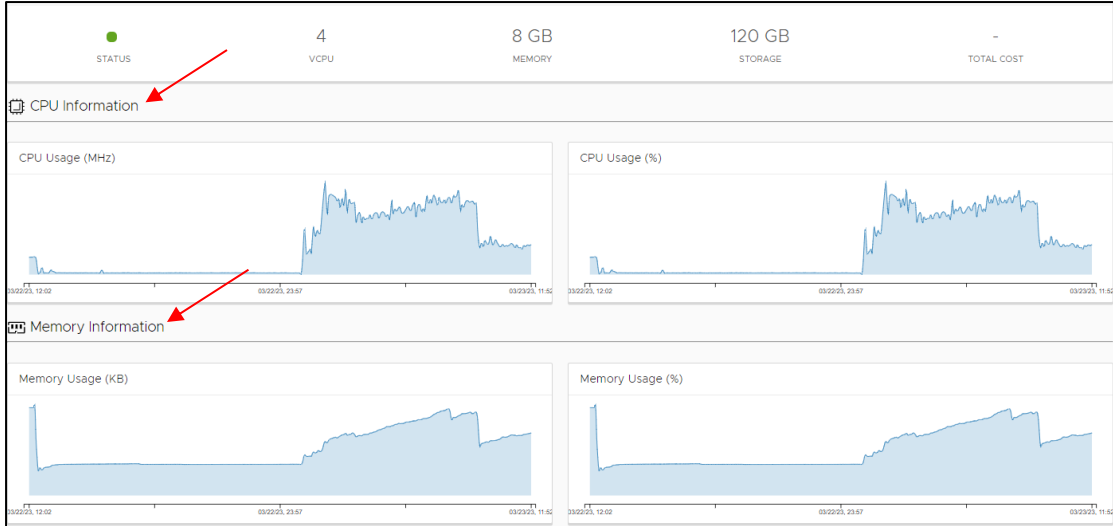 4 8 GB 120 GB -
STATUS VCPU MEMORY STORAGE TOTAL COST
CPU Information
CPU Usage (MHz) CPU Usage (%)
03/22/23, 12:02 03/22/23, 23:57 03/23/23, 11:52 03/22/23, 12:02 03/22/23, 23:57 03/23/23, 11:52
Memory Information
Memory Usage (KB) Memory Usage (%)
03/22/23, 12:02 03/22/23, 23:57 03/23/23, 11:52 03/22/23, 12:02 03/22/23, 23:57 03/23/23, 11:52